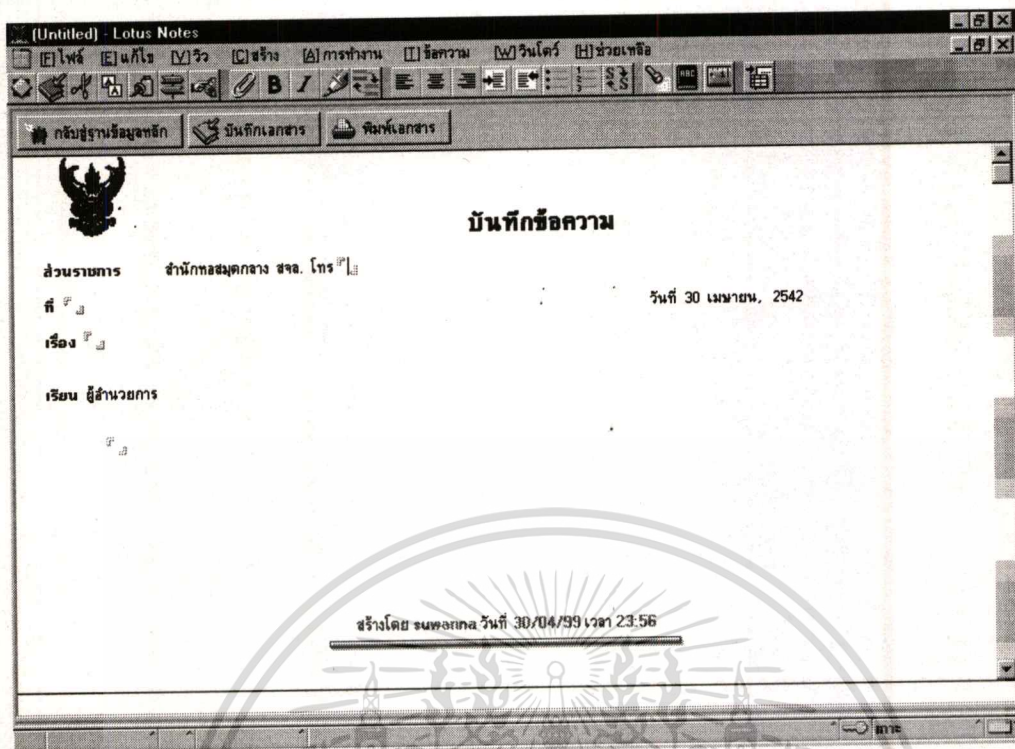 (Untitled) - Lotus Notes
[F]ไฟล์ [E]แก้ไข [V]วิว [C]สร้าง [A]การทำงาน [T]ข้อความ [W]วินโดว์ [H]ช่วยเหลือ
กลับสู่ฐานข้อมูลหลัก บันทึกเอกสาร พิมพ์เอกสาร
บันทึกข้อความ
ส่วนราชการ สำนักหอสมุดกลาง สจล. โทร
ที่ วันที่ 30 เมษายน, 2542
เรื่อง
เรียน ผู้อำนวยการ
สร้างโดย suwanna วันที่ 30/04/99 เวลา 23:56
เกาะ